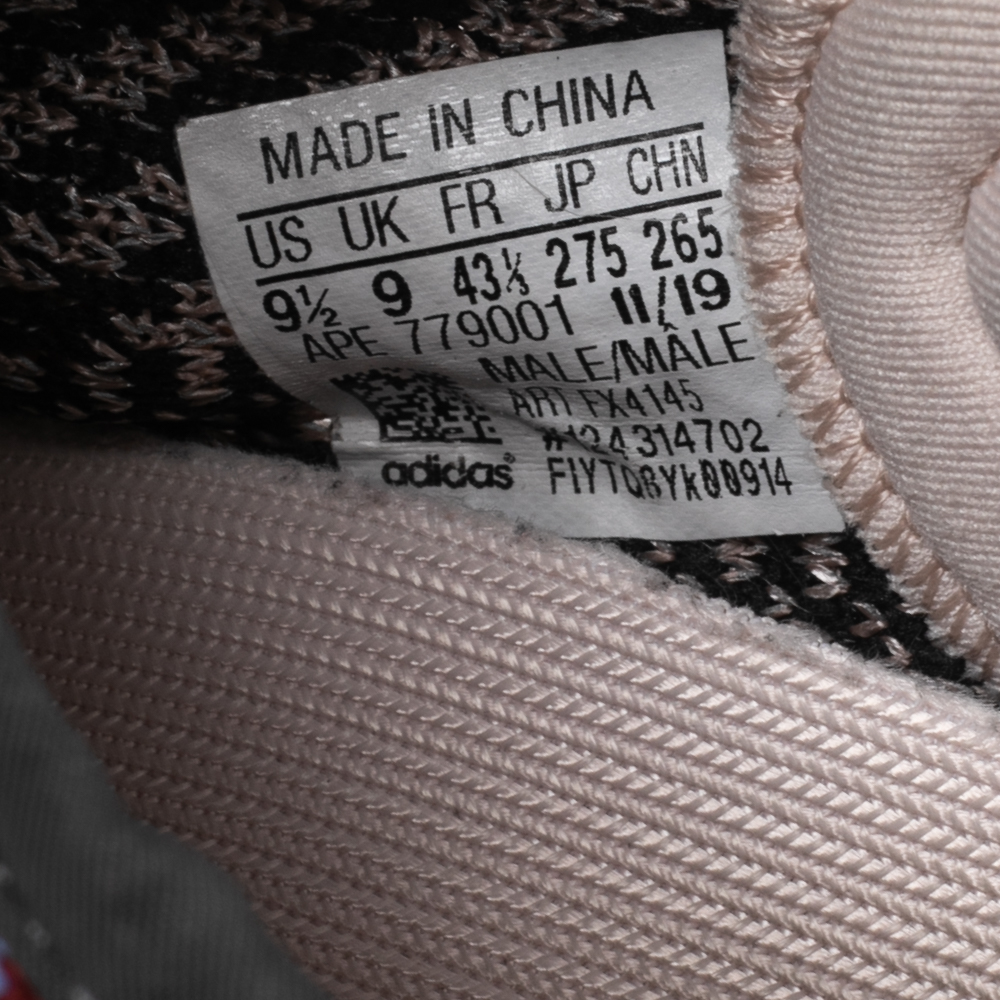 MADE IN CHINA
US UK FR JP CHN
9½ 9 43⅓ 275 265
APE 779001 11/19
MALE/MÂLE
ART FX4145
#124314702
adidas®